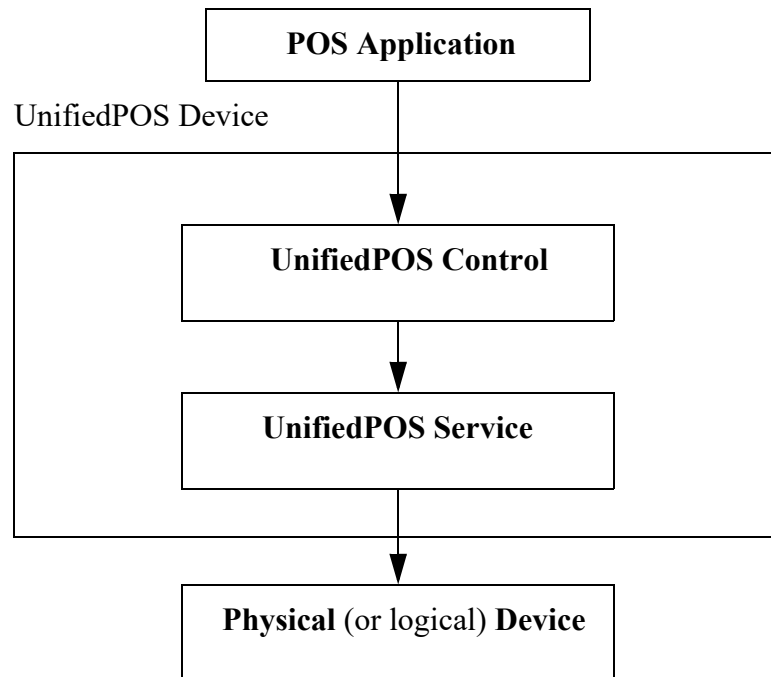 POS Application
UnifiedPOS Device
UnifiedPOS Control
UnifiedPOS Service
Physical (or logical) Device